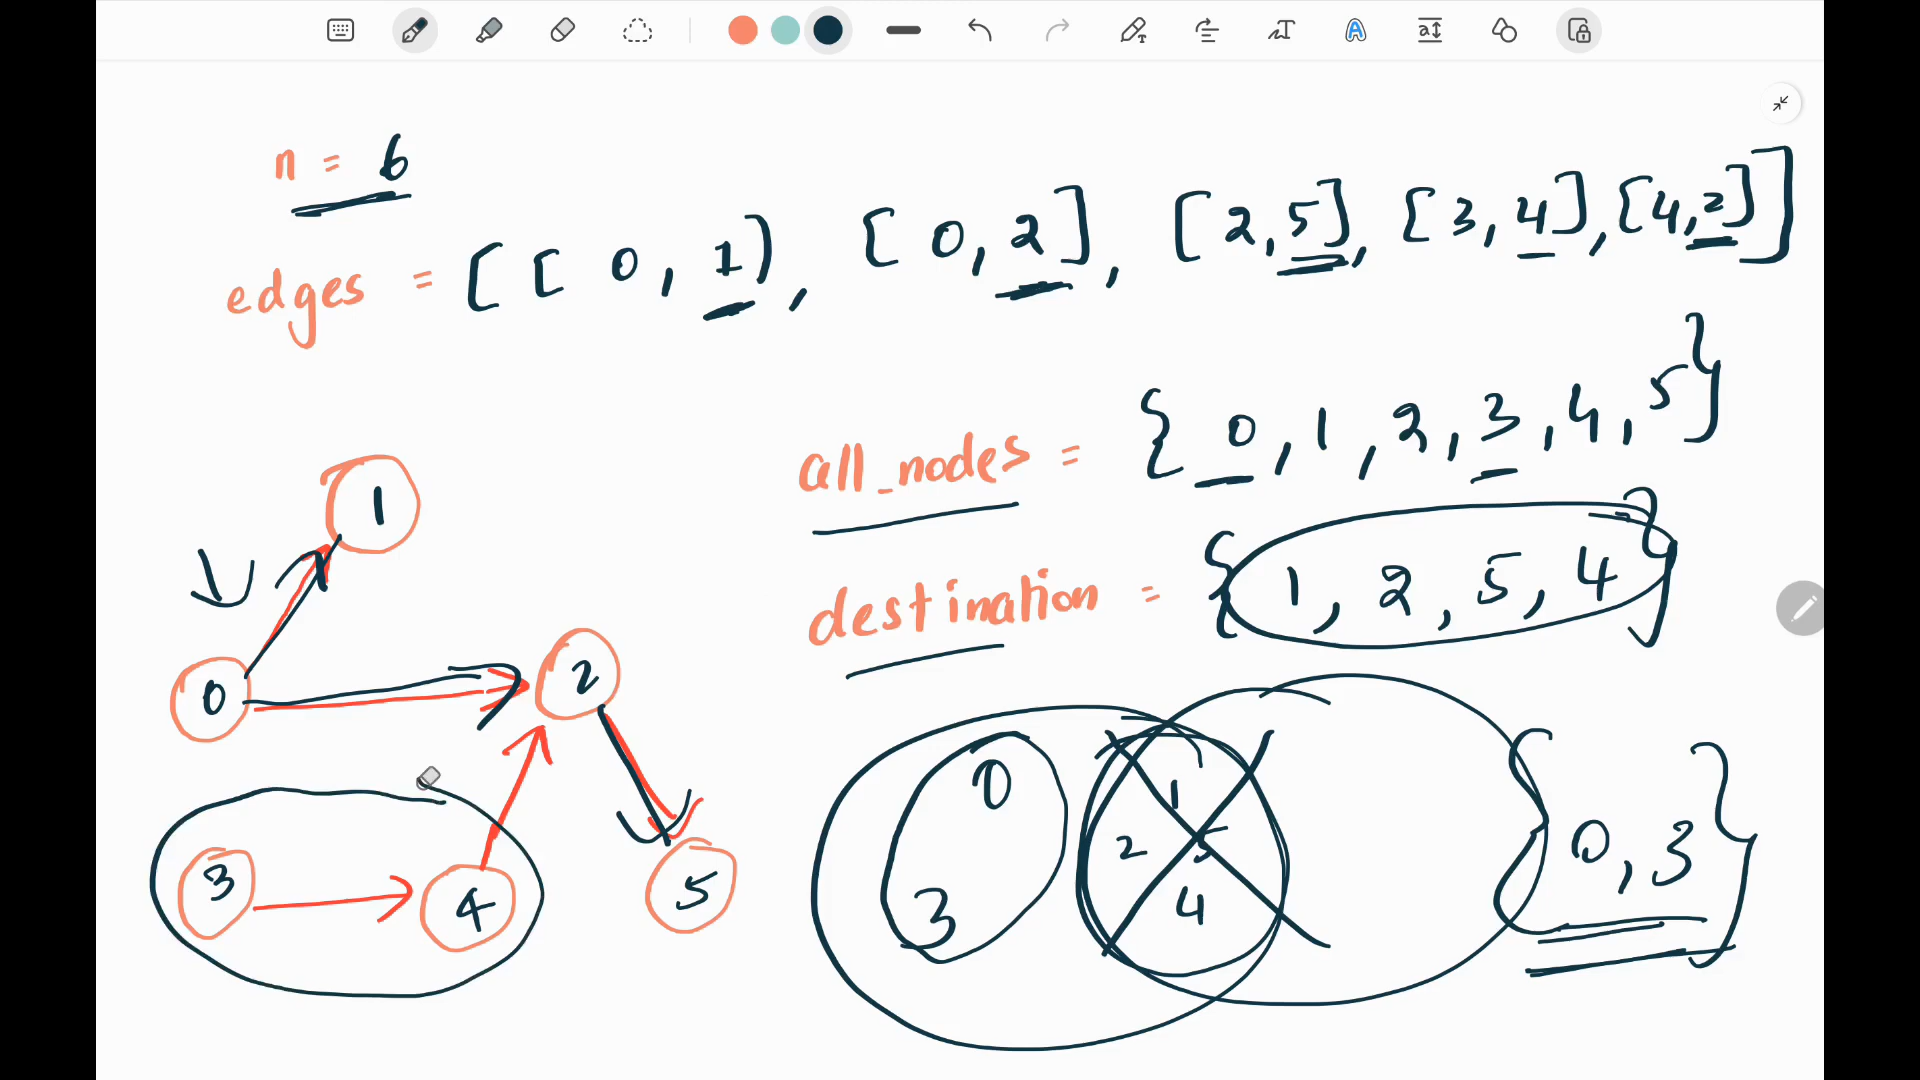 n = 6
edges = [ [ 0, 1 ), [ 0, 2 ], [ 2, 5 ], [ 3, 4 ], [ 4, 2 ] ]
all_nodes = { 0, 1, 2, 3, 4, 5 }
destination = { 1, 2, 5, 4 }
1
0
2
3
4
5
0
3
1
2
5
4
{ 0, 3 }